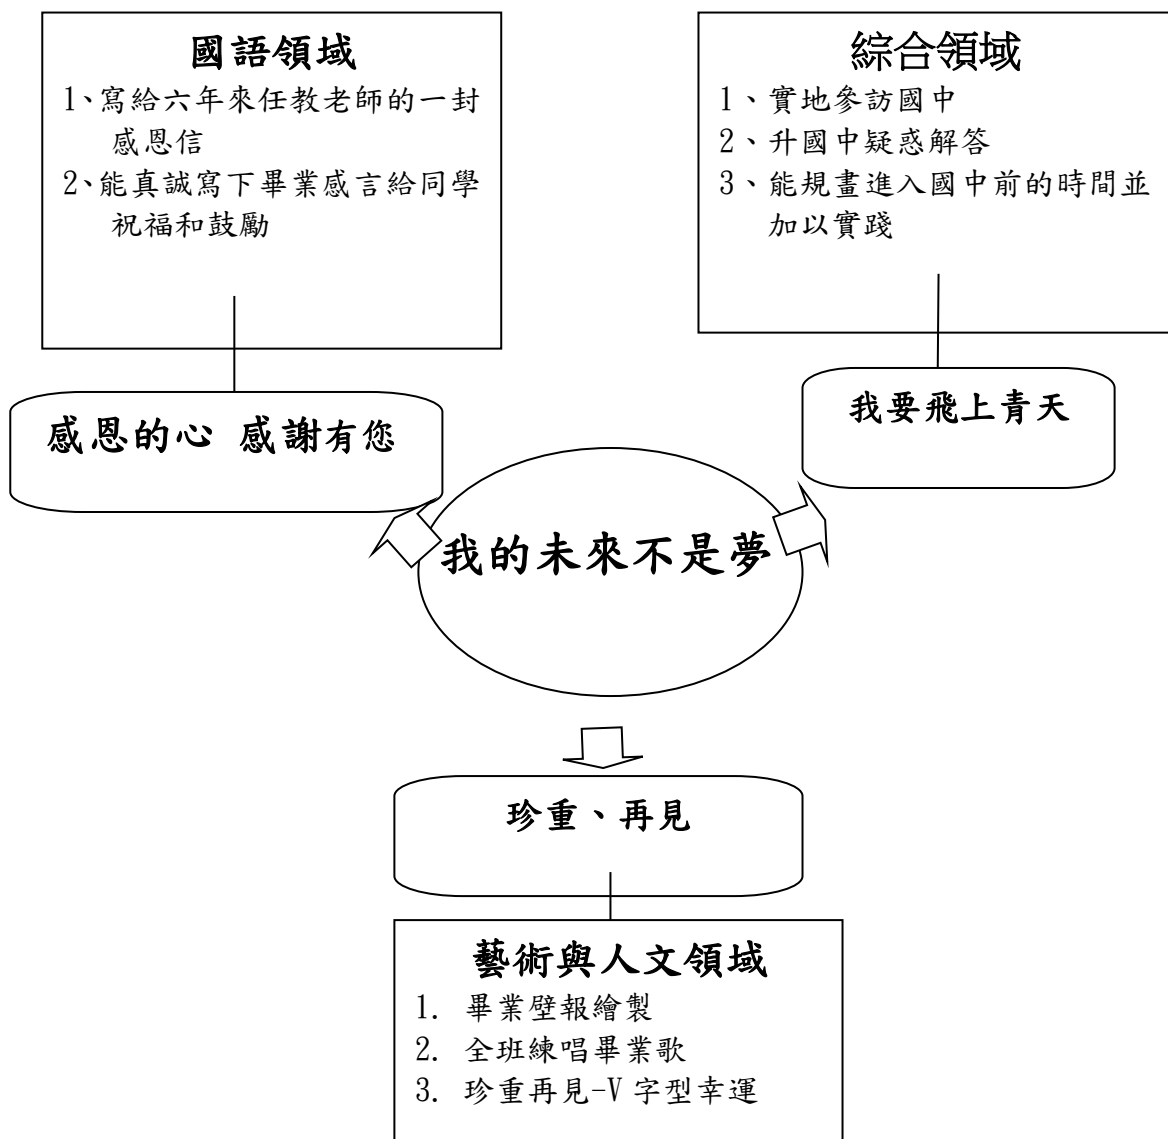 國語領域
1、寫給六年來任教老師的一封
感恩信
2、能真誠寫下畢業感言給同學
祝福和鼓勵
綜合領域
1、實地參訪國中
2、升國中疑惑解答
3、能規畫進入國中前的時間並
加以實踐
感恩的心 感謝有您
我要飛上青天
我的未來不是夢
珍重、再見
藝術與人文領域
1. 畢業壁報繪製
2. 全班練唱畢業歌
3. 珍重再見-V字型幸運